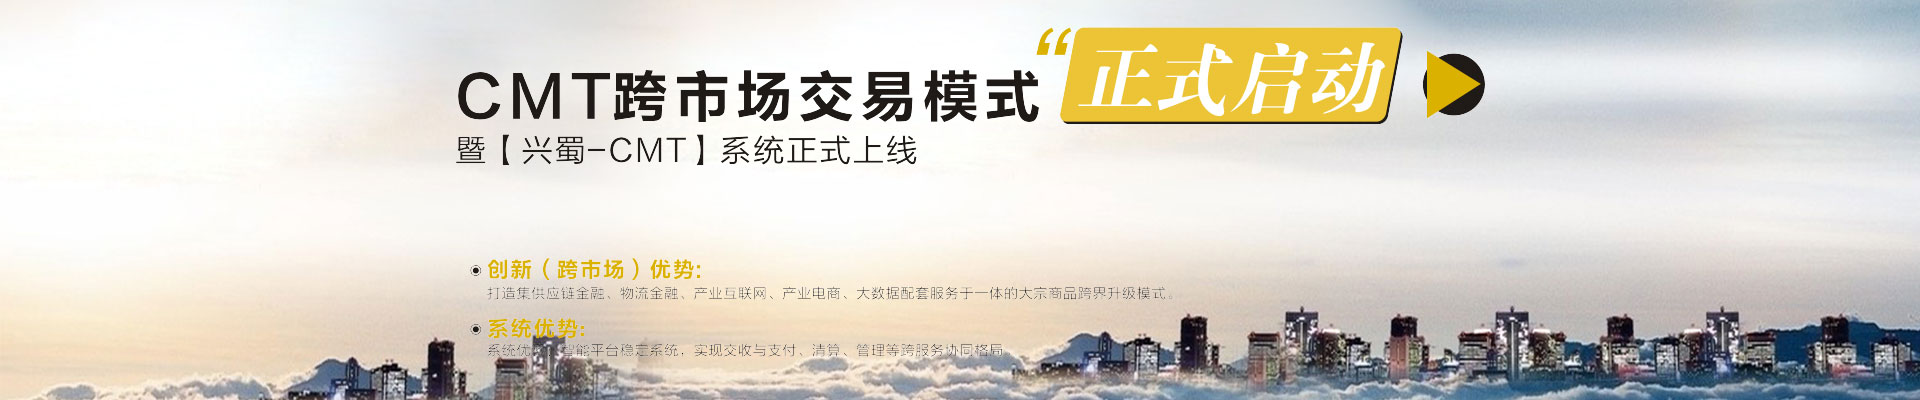 CMT跨市场交易模式“正式启动
暨【兴蜀-CMT】系统正式上线
创新（跨市场）优势：
打造集供应链金融、物流金融、产业互联网、产业电商、大数据配套服务于一体的大宗商品跨界升级模式。
系统优势：
系统优 智能平台稳定系统，实现交收与支付、清算、管理等跨服务协同格局